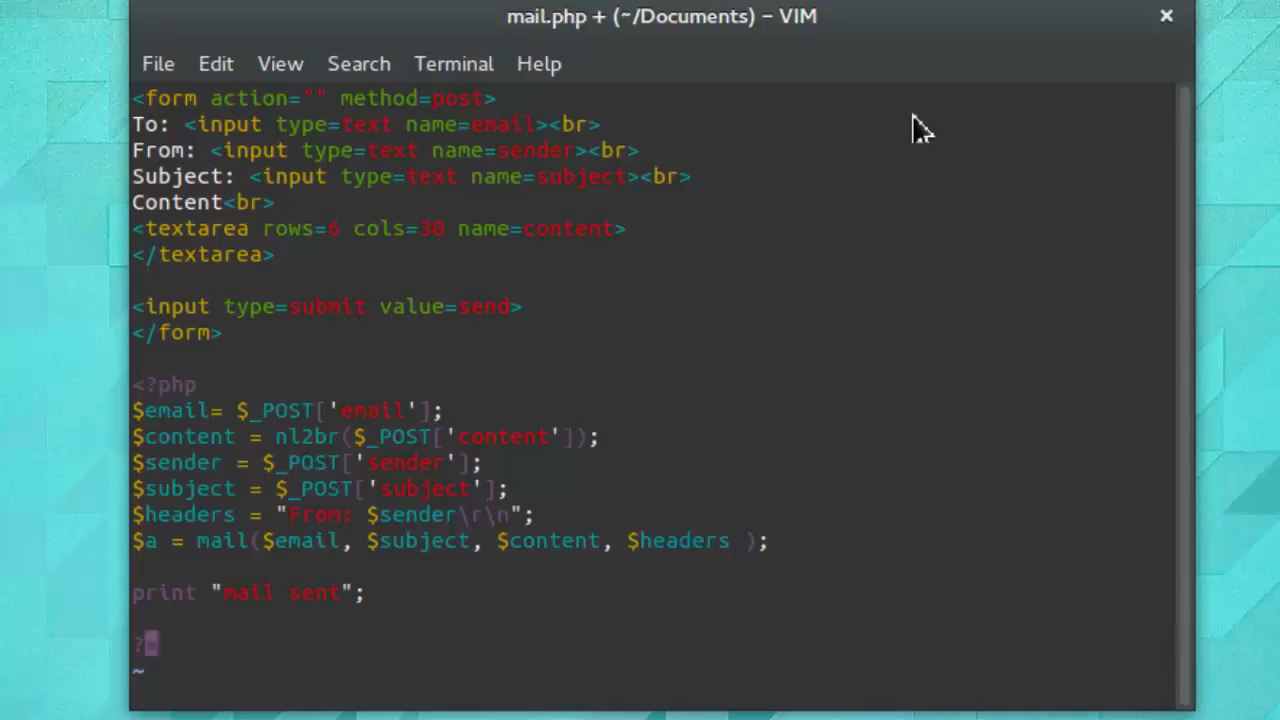 mail.php + (~/Documents) – VIM
File Edit View Search Terminal Help
<form action="" method=post>
To: <input type=text name=email><br>
From: <input type=text name=sender><br>
Subject: <input type=text name=subject><br>
Content<br>
<textarea rows=6 cols=30 name=content>
</textarea>
<input type=submit value=send>
</form>
<?php
$email= $_POST['email'];
$content = nl2br($_POST['content']);
$sender = $_POST['sender'];
$subject = $_POST['subject'];
$headers = "From: $sender\r\n";
$a = mail($email, $subject, $content, $headers );
print "mail sent";
?>
~